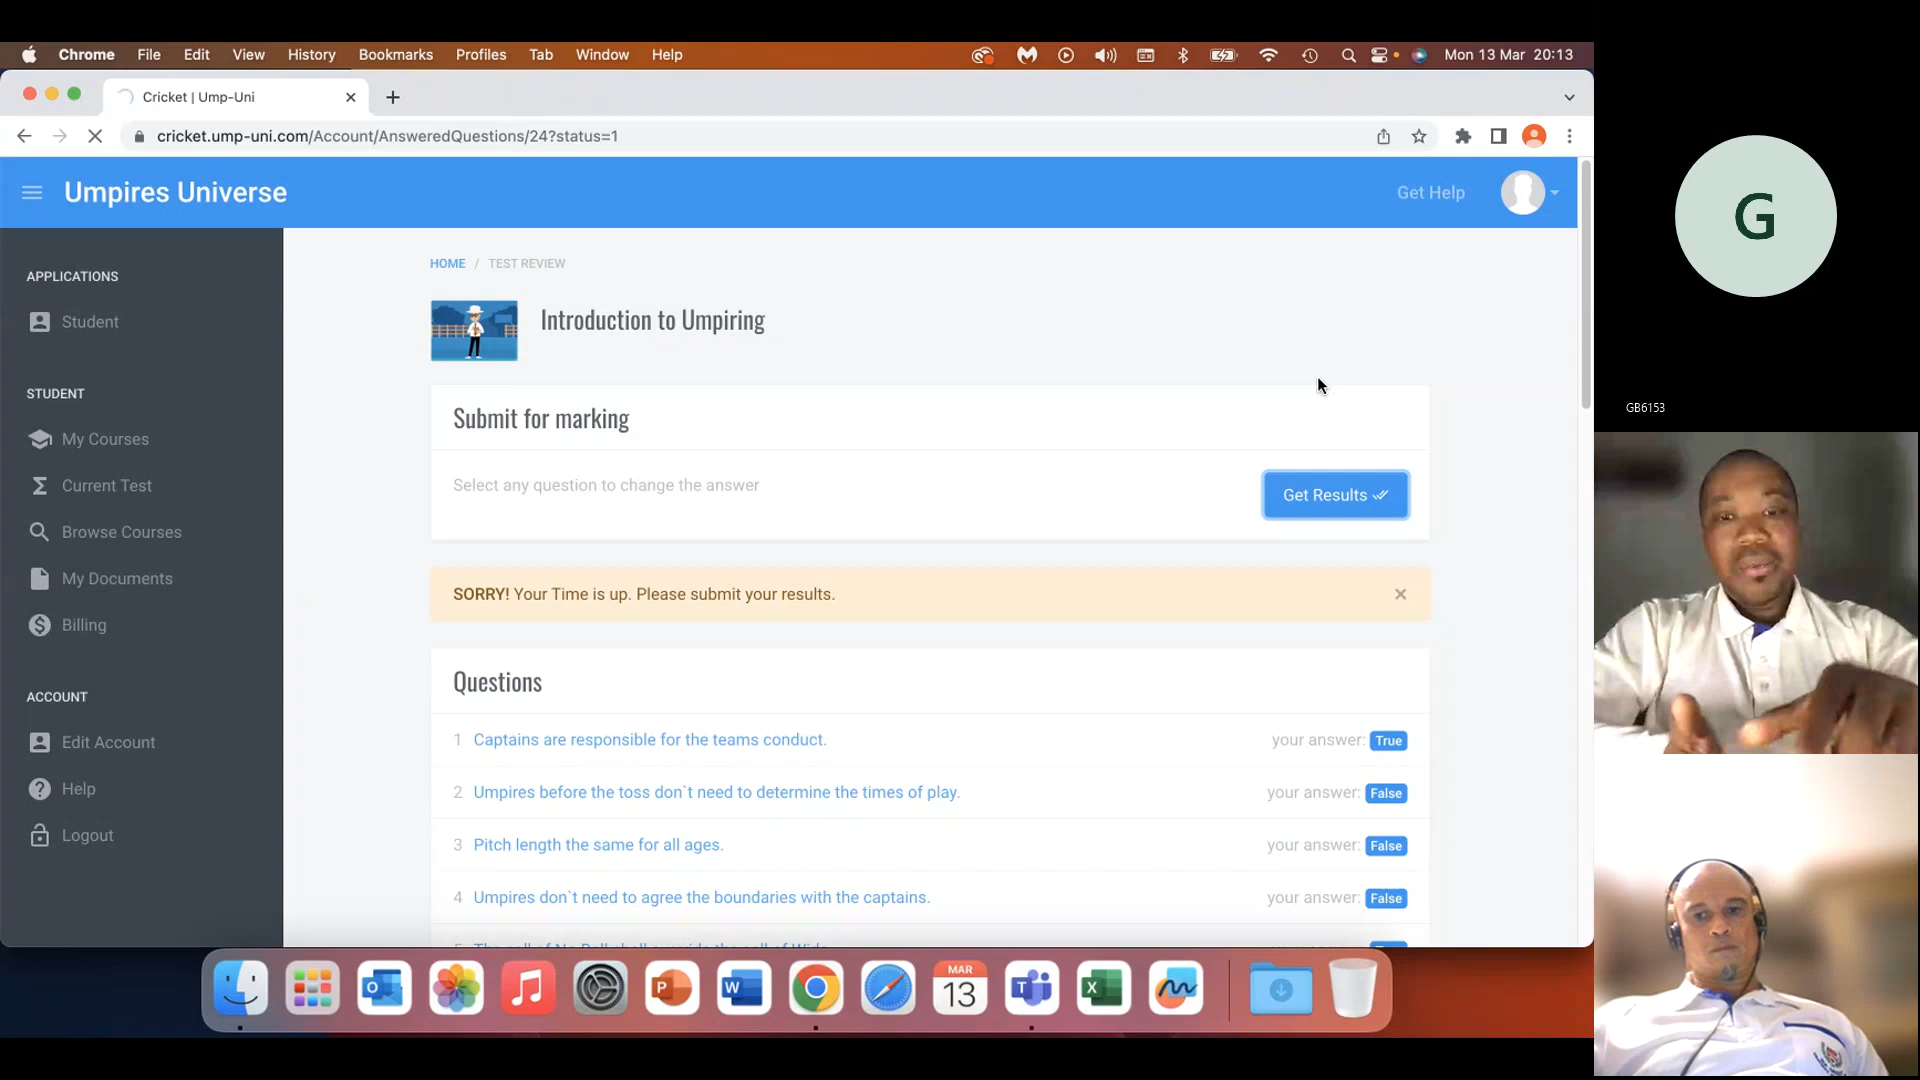 Chrome File Edit View History Bookmarks Profiles Tab Window Help Mon 13 Mar 20:13
Cricket | Ump-Uni
cricket.ump-uni.com/Account/AnsweredQuestions/24?status=1
Umpires Universe
Get Help
APPLICATIONS
Student
STUDENT
My Courses
Current Test
Browse Courses
My Documents
Billing
ACCOUNT
Edit Account
Help
Logout
HOME / TEST REVIEW
Introduction to Umpiring
Submit for marking
Select any question to change the answer
Get Results
SORRY! Your Time is up. Please submit your results.
Questions
1 Captains are responsible for the teams conduct. your answer: True
2 Umpires before the toss don`t need to determine the times of play. your answer: False
3 Pitch length the same for all ages. your answer: False
4 Umpires don`t need to agree the boundaries with the captains. your answer: False
G
GB6153
MAR
13